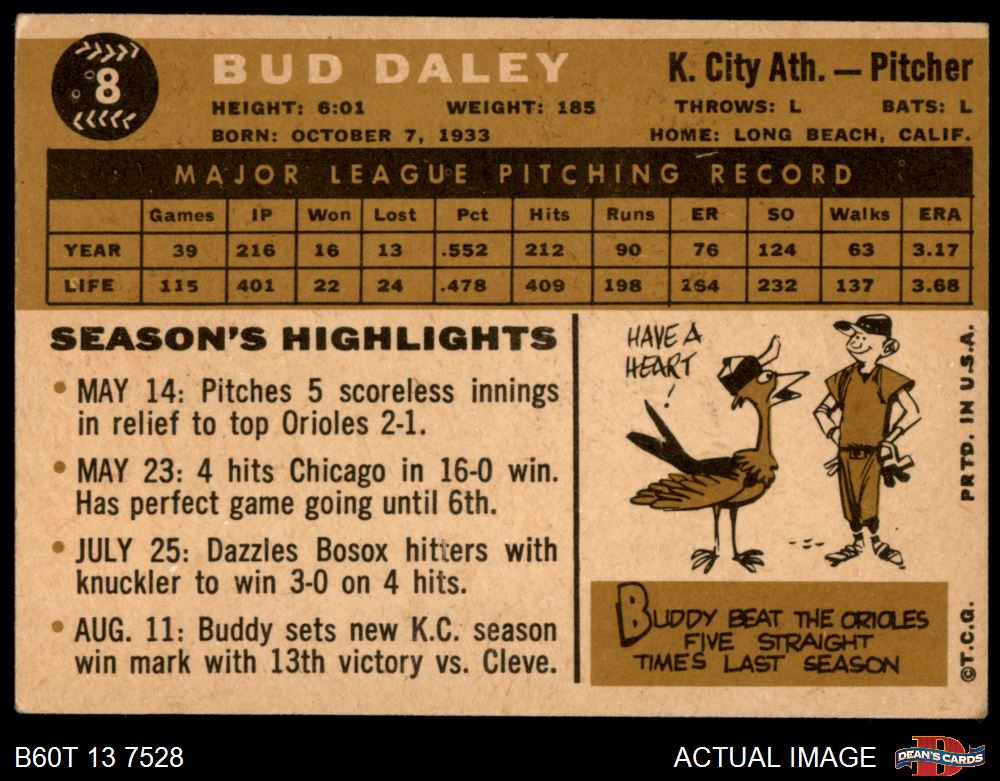 8
BUD DALEY
K. City Ath. — Pitcher
HEIGHT: 6:01 WEIGHT: 185 THROWS: L BATS: L
BORN: OCTOBER 7, 1933 HOME: LONG BEACH, CALIF.
MAJOR LEAGUE PITCHING RECORD
Games IP Won Lost Pct Hits Runs ER SO Walks ERA
YEAR 39 216 16 13 .552 212 90 76 124 63 3.17
LIFE 115 401 22 24 .478 409 198 164 232 137 3.68
SEASON'S HIGHLIGHTS
• MAY 14: Pitches 5 scoreless innings
in relief to top Orioles 2-1.
• MAY 23: 4 hits Chicago in 16-0 win.
Has perfect game going until 6th.
• JULY 25: Dazzles Bosox hitters with
knuckler to win 3-0 on 4 hits.
• AUG. 11: Buddy sets new K.C. season
win mark with 13th victory vs. Cleve.
HAVE A
HEART
!
BUDDY BEAT THE ORIOLES
FIVE STRAIGHT
TIMES LAST SEASON
©T.C.G. PRTD. IN U.S.A.
B60T 13 7528
ACTUAL IMAGE
D
DEAN'S CARDS